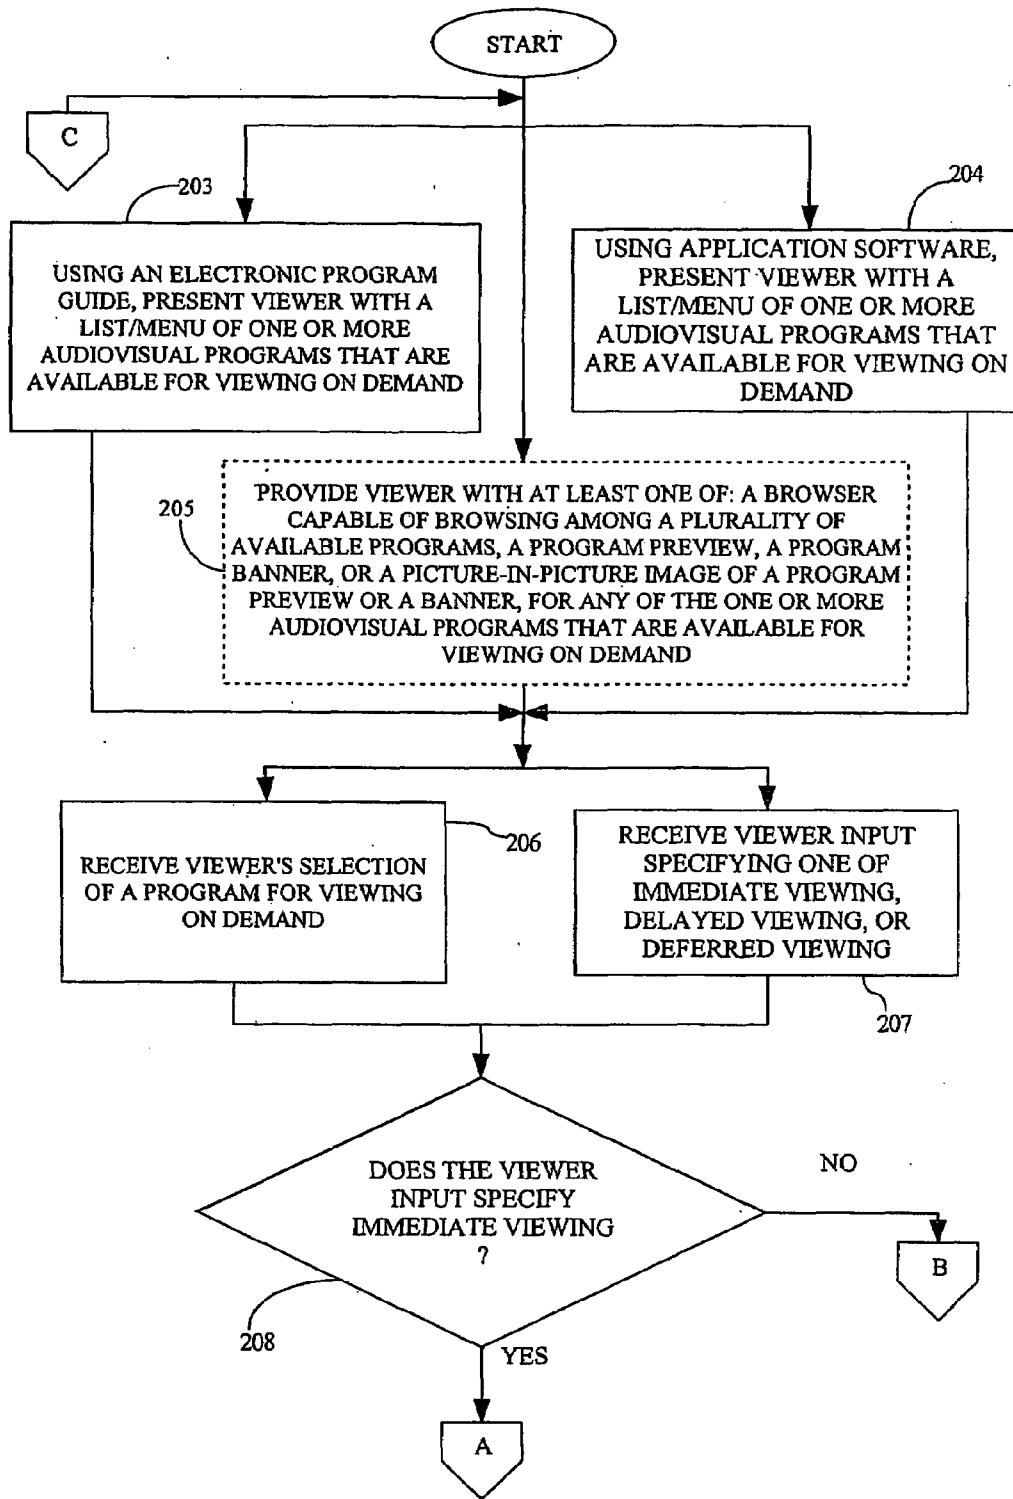 START
C
203
204
USING AN ELECTRONIC PROGRAM
GUIDE, PRESENT VIEWER WITH A
LIST/MENU OF ONE OR MORE
AUDIOVISUAL PROGRAMS THAT ARE
AVAILABLE FOR VIEWING ON DEMAND
USING APPLICATION SOFTWARE,
PRESENT VIEWER WITH A
LIST/MENU OF ONE OR MORE
AUDIOVISUAL PROGRAMS THAT
ARE AVAILABLE FOR VIEWING ON
DEMAND
205
PROVIDE VIEWER WITH AT LEAST ONE OF: A BROWSER
CAPABLE OF BROWSING AMONG A PLURALITY OF
AVAILABLE PROGRAMS, A PROGRAM PREVIEW, A PROGRAM
BANNER, OR A PICTURE-IN-PICTURE IMAGE OF A PROGRAM
PREVIEW OR A BANNER, FOR ANY OF THE ONE OR MORE
AUDIOVISUAL PROGRAMS THAT ARE AVAILABLE FOR
VIEWING ON DEMAND
206
RECEIVE VIEWER'S SELECTION
OF A PROGRAM FOR VIEWING
ON DEMAND
RECEIVE VIEWER INPUT
SPECIFYING ONE OF
IMMEDIATE VIEWING,
DELAYED VIEWING, OR
DEFERRED VIEWING
207
DOES THE VIEWER
INPUT SPECIFY
IMMEDIATE VIEWING
?
NO
B
208
YES
A